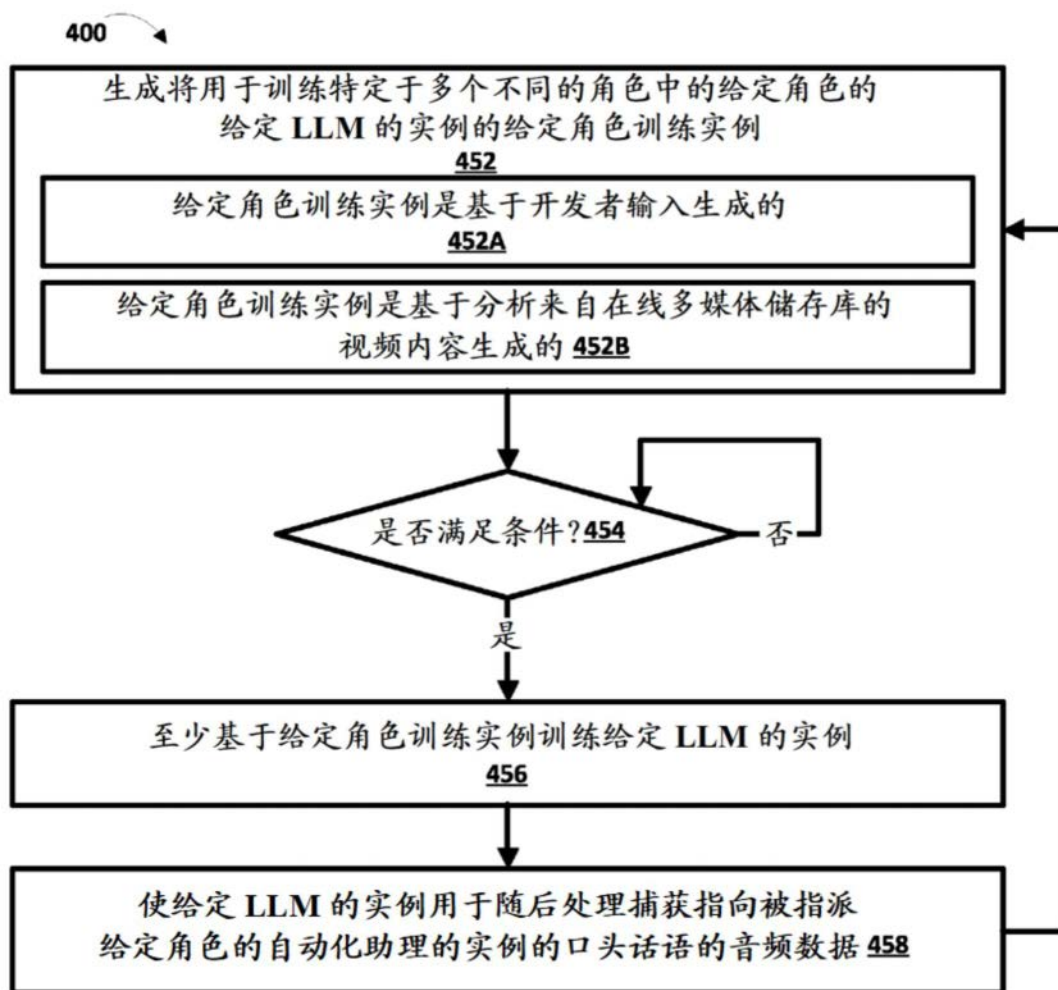 400
生成将用于训练特定于多个不同的角色中的给定角色的
给定 LLM 的实例的给定角色训练实例
452
给定角色训练实例是基于开发者输入生成的
452A
给定角色训练实例是基于分析来自在线多媒体储存库的
视频内容生成的 452B
是否满足条件?454
否
是
至少基于给定角色训练实例训练给定 LLM 的实例
456
使给定 LLM 的实例用于随后处理捕获指向被指派
给定角色的自动化助理的实例的口头话语的音频数据 458